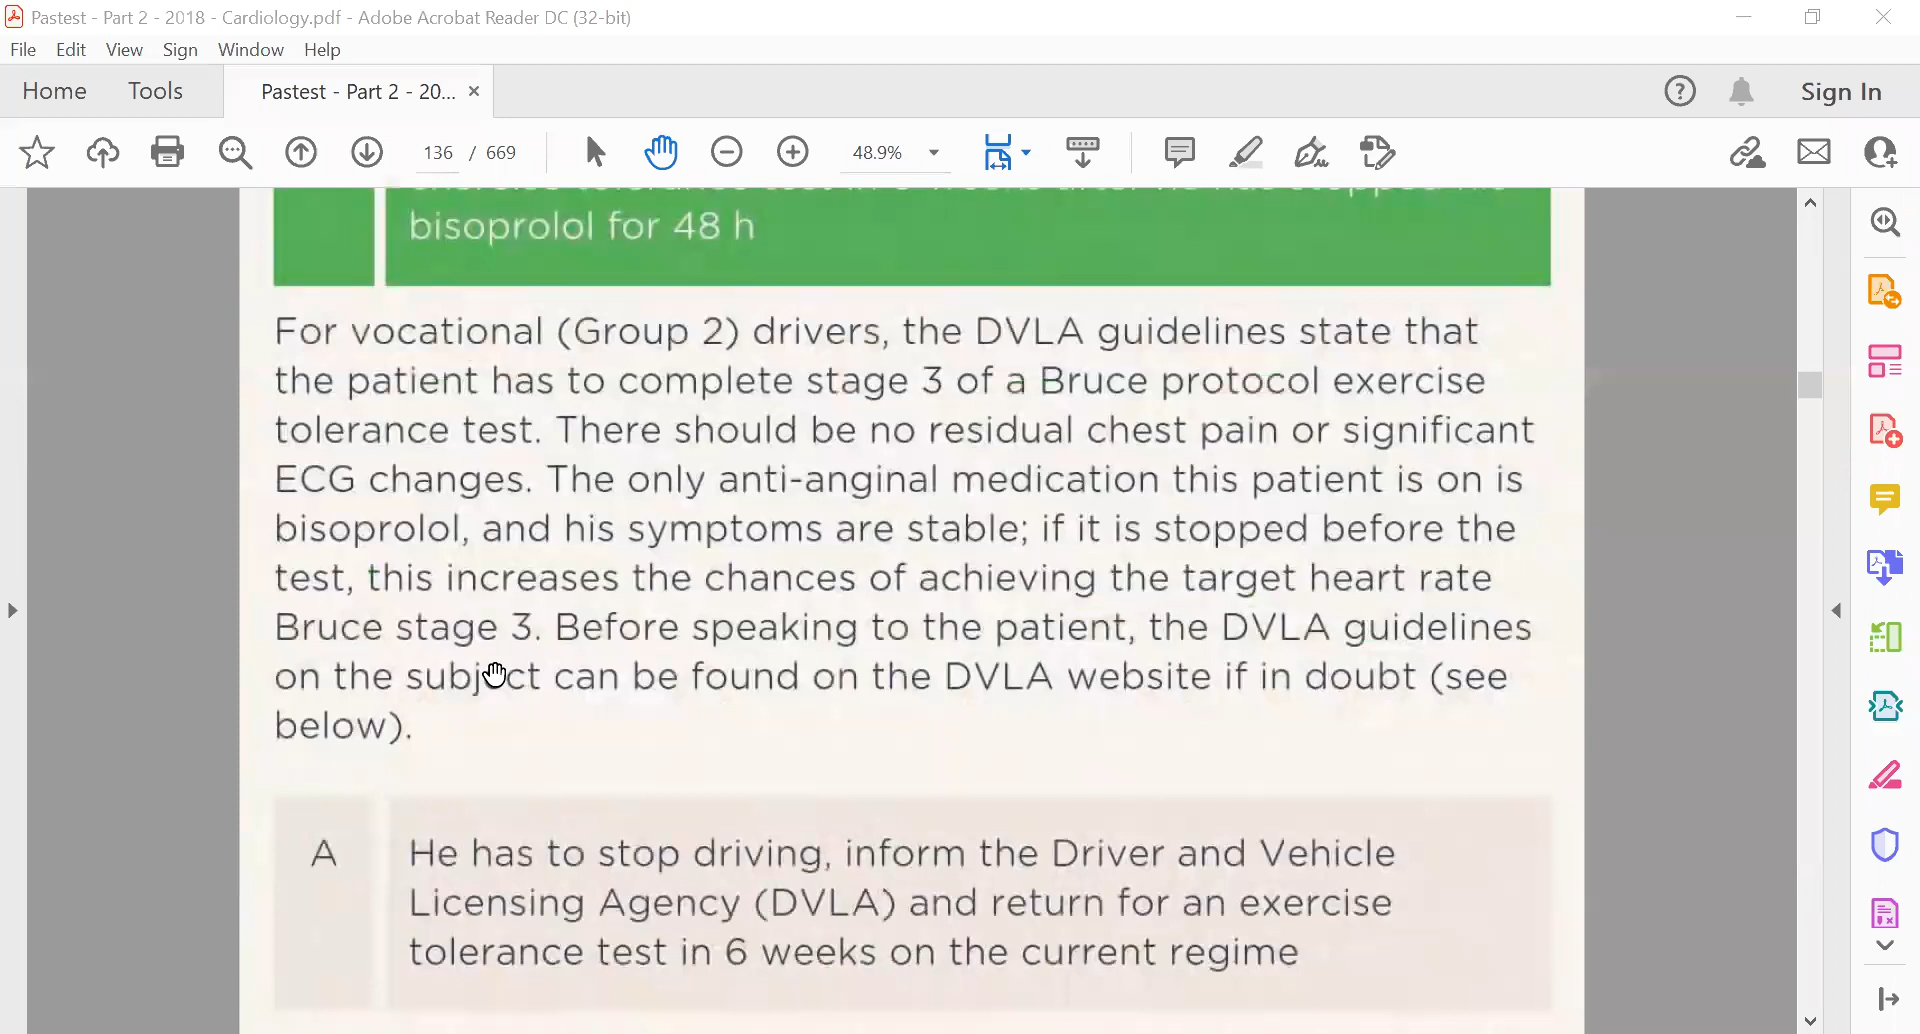 Pastest - Part 2 - 2018 - Cardiology.pdf - Adobe Acrobat Reader DC (32-bit)
File Edit View Sign Window Help
Home Tools Pastest - Part 2 - 20... × Sign In
136 / 669 48.9%
bisoprolol for 48 h
For vocational (Group 2) drivers, the DVLA guidelines state that
the patient has to complete stage 3 of a Bruce protocol exercise
tolerance test. There should be no residual chest pain or significant
ECG changes. The only anti-anginal medication this patient is on is
bisoprolol, and his symptoms are stable; if it is stopped before the
test, this increases the chances of achieving the target heart rate
Bruce stage 3. Before speaking to the patient, the DVLA guidelines
on the subject can be found on the DVLA website if in doubt (see
below).
A He has to stop driving, inform the Driver and Vehicle
Licensing Agency (DVLA) and return for an exercise
tolerance test in 6 weeks on the current regime